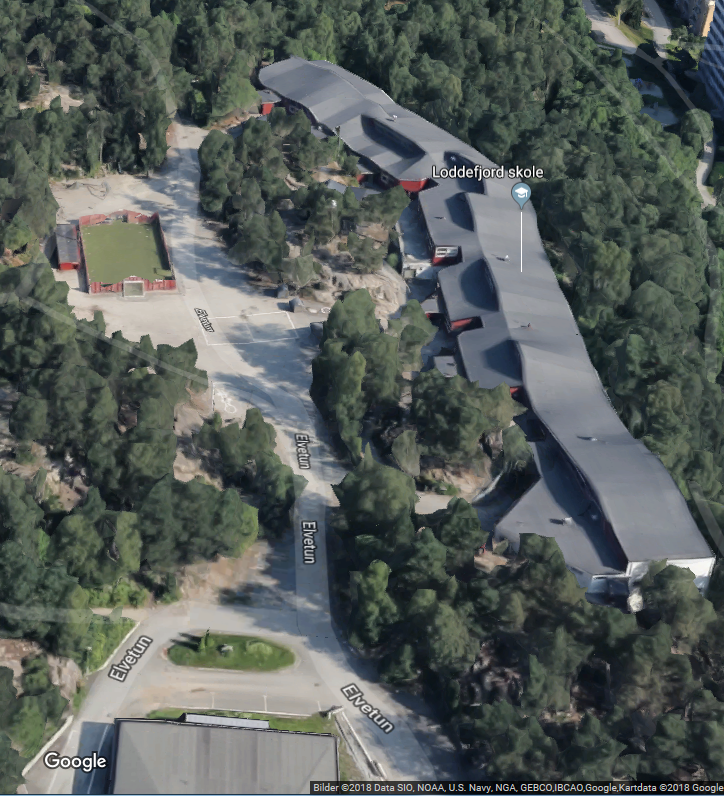 Loddefjord skole
Elvetun
Elvetun
Elvetun
Elvetun
Elvetun
Google
Bilder ©2018 Data SIO, NOAA, U.S. Navy, NGA, GEBCO,IBCAO,Google,Kartdata ©2018 Google